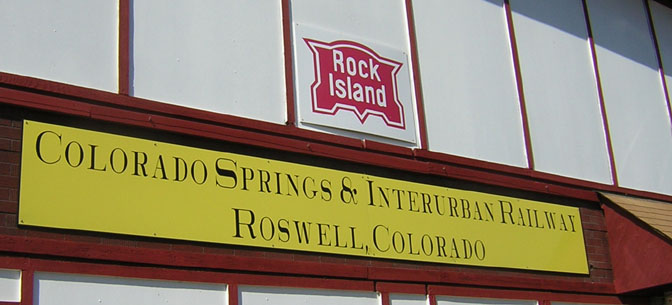 Rock
Island
COLORADO SPRINGS & INTERURBAN RAILWAY
ROSWELL, COLORADO